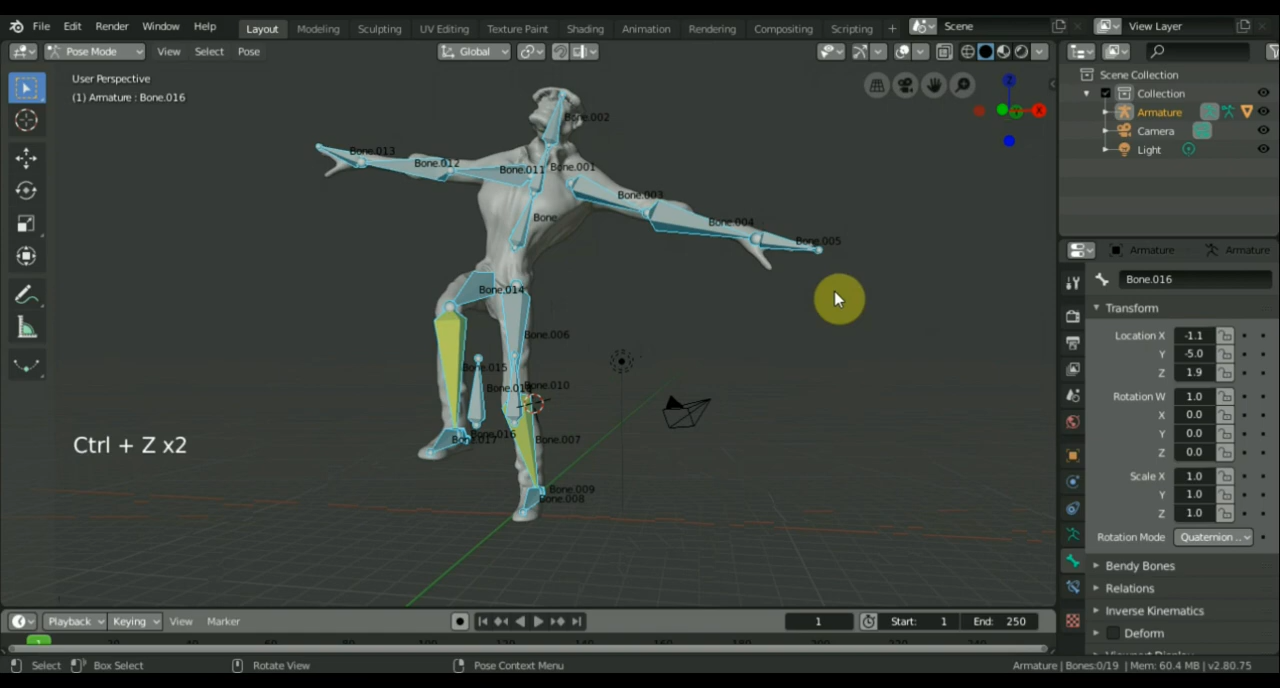 File Edit Render Window Help Layout Modeling Sculpting UV Editing Texture Paint Shading Animation Rendering Compositing Scripting + Scene View Layer
Pose Mode View Select Pose Global
User Perspective
(1) Armature : Bone.016
Bone.002
Bone.013
Bone.012
Bone.011
Bone.001
Bone.003
Bone
Bone.004
Bone.005
Bone.014
Bone.006
Bone.015
Bone.010
Bone.016
Bone.017
Bone.007
Bone.009
Bone.008
Ctrl + Z x2
Scene Collection
Collection
Armature
Camera
Light
Armature Armature
Bone.016
Transform
Location X -1.1
Y -5.0
Z 1.9
Rotation W 1.0
X 0.0
Y 0.0
Z 0.0
Scale X 1.0
Y 1.0
Z 1.0
Rotation Mode Quaternion ..
Bendy Bones
Relations
Inverse Kinematics
Deform
Playback Keying View Marker 1 Start: 1 End: 250
1
Select Box Select Rotate View Pose Context Menu Armature | Bones:0/19 | Mem: 60.4 MB | v2.80.75